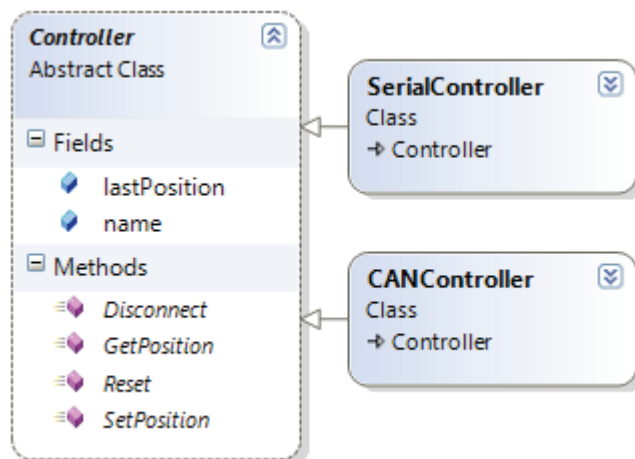 Controller
Abstract Class
Fields
lastPosition
name
Methods
Disconnect
GetPosition
Reset
SetPosition
SerialController
Class
Controller
CANController
Class
Controller